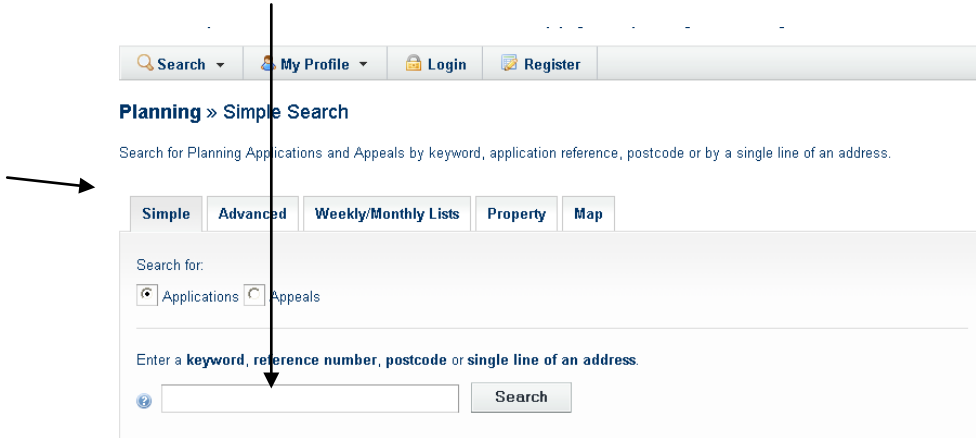 Search My Profile Login Register
Planning » Simple Search
Search for Planning Applications and Appeals by keyword, application reference, postcode or by a single line of an address.
Simple Advanced Weekly/Monthly Lists Property Map
Search for:
Applications Appeals
Enter a keyword, reference number, postcode or single line of an address.
Search